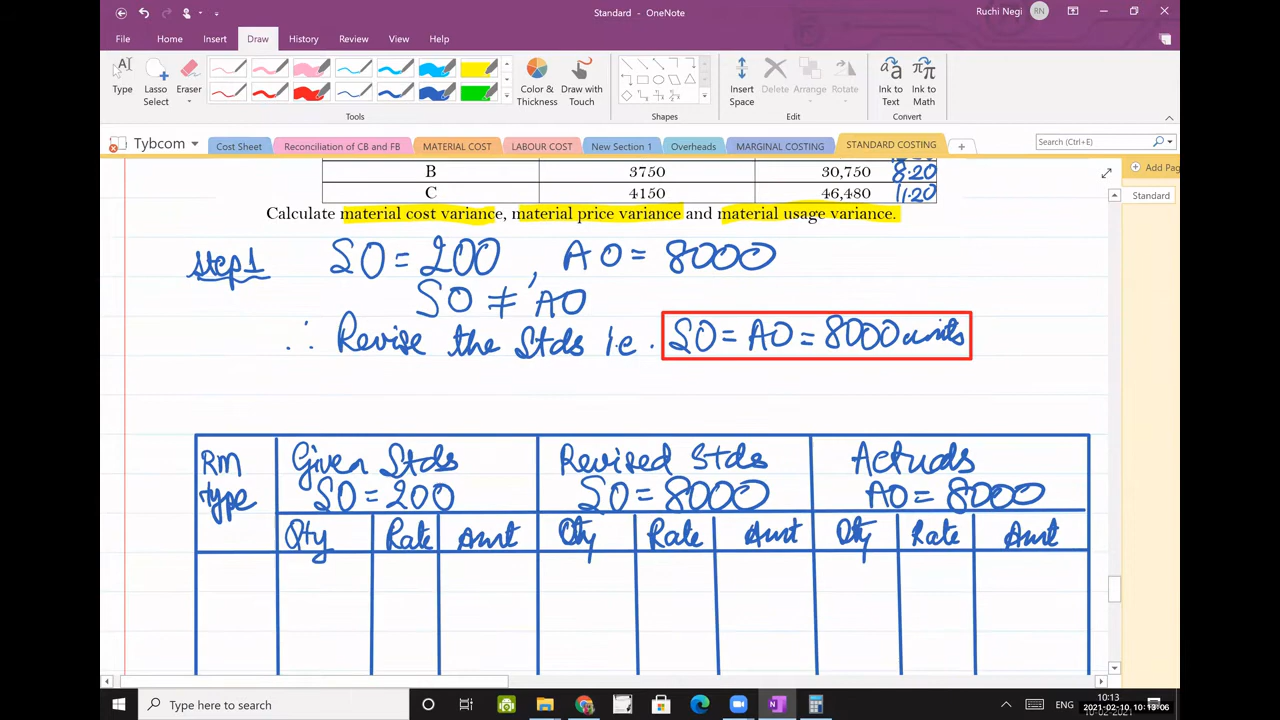 Standard - OneNote
Ruchi Negi RN
File Home Insert Draw History Review View Help
Type Lasso Select Eraser Color & Thickness Draw with Touch Insert Space Delete Arrange Rotate Ink to Text Ink to Math
Tools Shapes Edit Convert
Tybcom Cost Sheet Reconciliation of CB and FB MATERIAL COST LABOUR COST New Section 1 Overheads MARGINAL COSTING STANDARD COSTING Search (Ctrl+E)
Add Pag
Standard
B 3750 30,750 8.20
C 4150 46,480 11.20
Calculate material cost variance, material price variance and material usage variance.
Step 1 SO = 200 , AO = 8000
SO ≠ AO
∴ Revise the Stds i.e. SO = AO = 8000 units
RM type Given Stds Revised Stds Actuals
SO = 200 SO = 8000 AO = 8000
Qty Rate Amt Qty Rate Amt Qty Rate Amt
Type here to search
ENG
10:13
2021-02-10 10:13:06